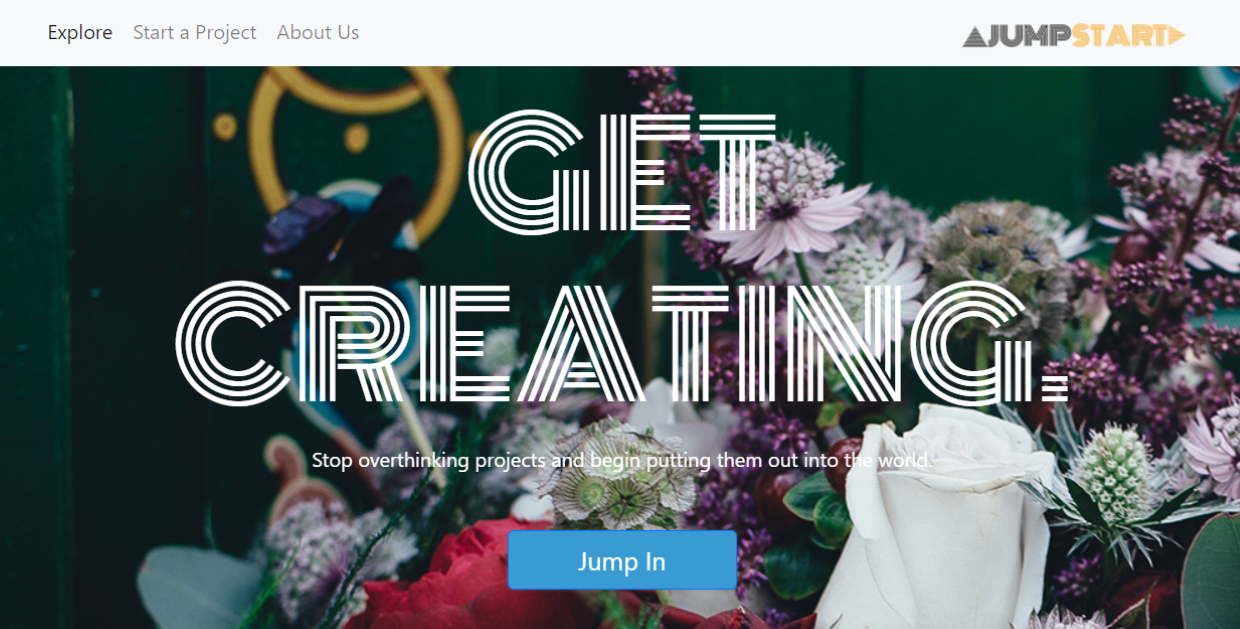 Explore Start a Project About Us JUMPSTART
GET
CREATING.
Stop overthinking projects and begin putting them out into the world.
Jump In